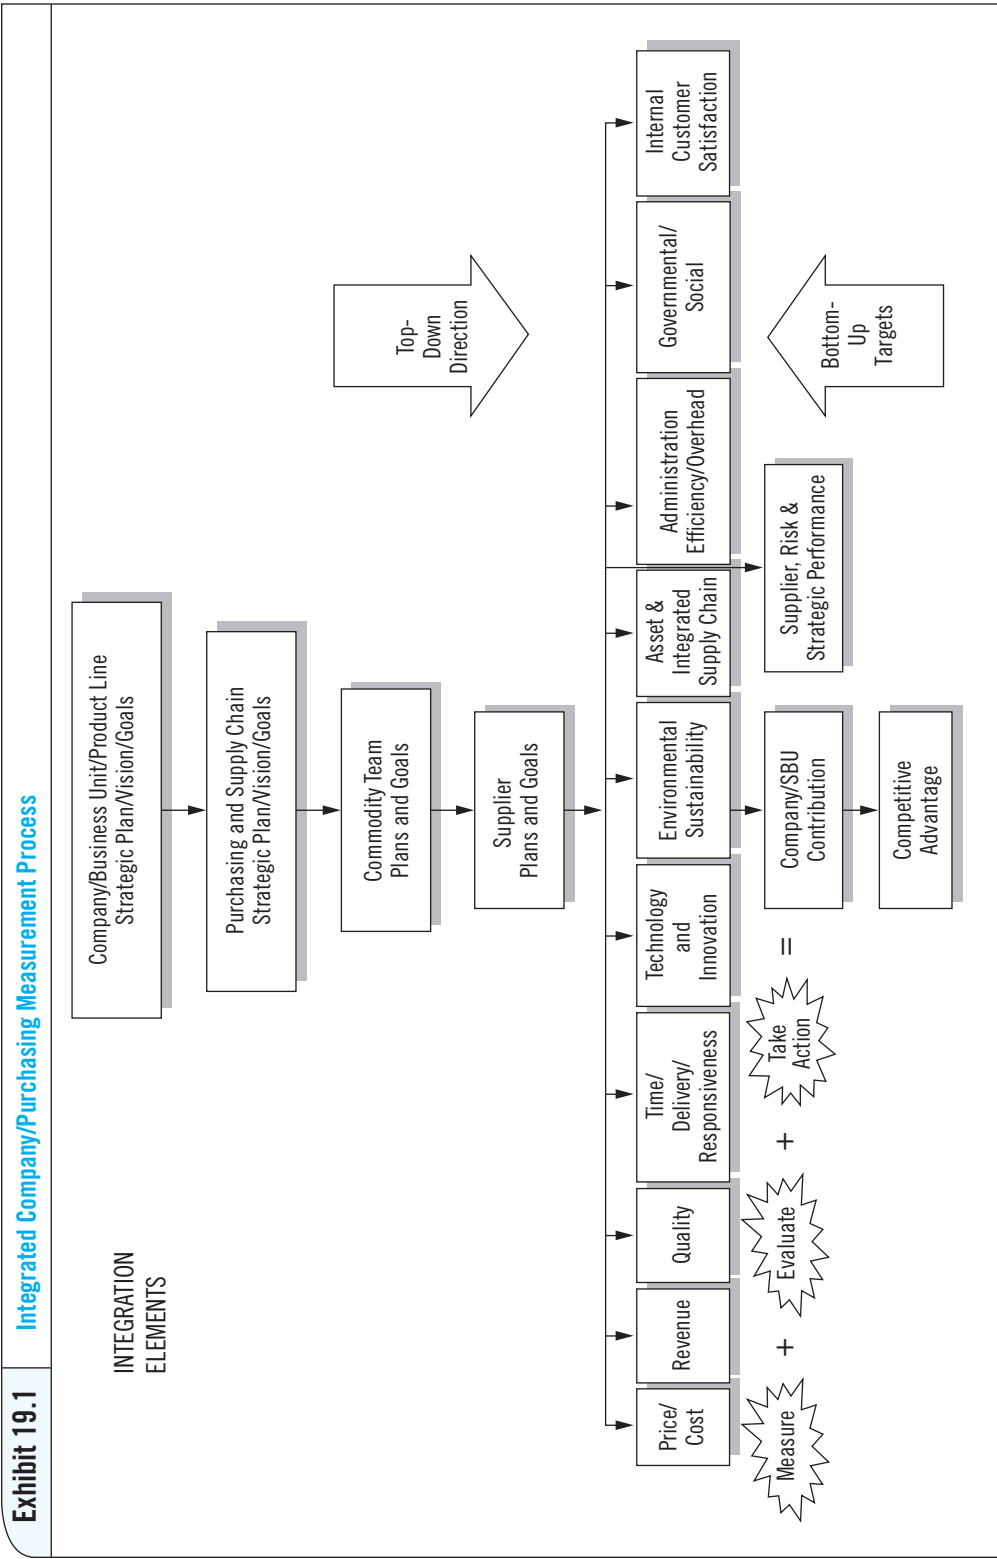 Exhibit 19.1
Integrated Company/Purchasing Measurement Process
INTEGRATION
ELEMENTS
Company/Business Unit/Product Line
Strategic Plan/Vision/Goals
Purchasing and Supply Chain
Strategic Plan/Vision/Goals
Commodity Team
Plans and Goals
Supplier
Plans and Goals
Top-
Down
Direction
Price/
Cost
Revenue
Quality
Time/
Delivery/
Responsiveness
Technology
and
Innovation
Environmental
Sustainability
Asset &
Integrated
Supply Chain
Administration
Efficiency/Overhead
Governmental/
Social
Internal
Customer
Satisfaction
Measure
+
Evaluate
+
Take
Action
=
Company/SBU
Contribution
Supplier, Risk &
Strategic Performance
Bottom-
Up
Targets
Competitive
Advantage